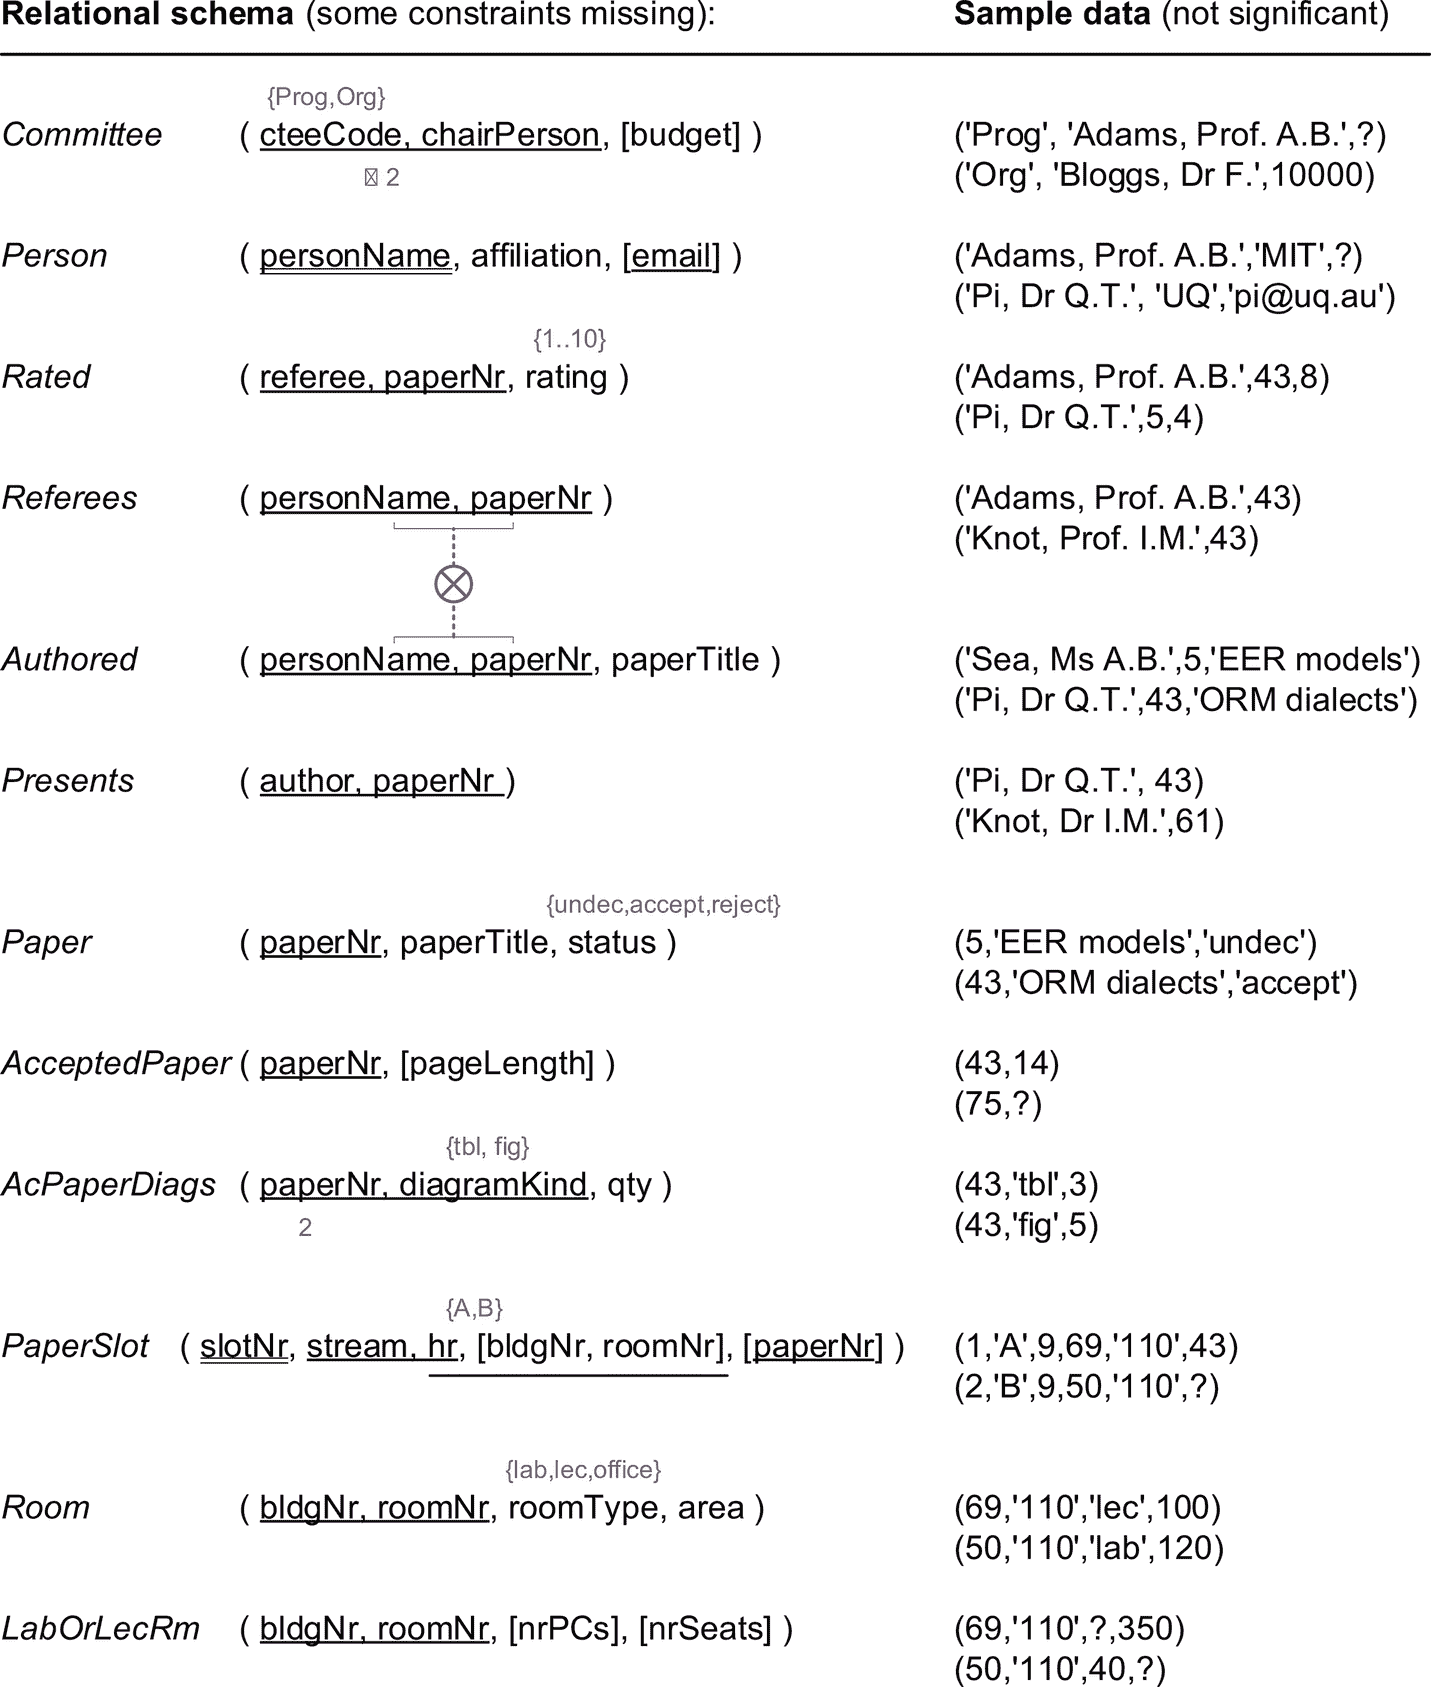 Relational schema (some constraints missing): Sample data (not significant)
{Prog,Org}
Committee ( cteeCode, chairPerson, [budget] ) ('Prog', 'Adams, Prof. A.B.',?)
2 ('Org', 'Bloggs, Dr F.',10000)
Person ( personName, affiliation, [email] ) ('Adams, Prof. A.B.','MIT',?)
('Pi, Dr Q.T.', 'UQ','pi@uq.au')
{1..10}
Rated ( referee, paperNr, rating ) ('Adams, Prof. A.B.',43,8)
('Pi, Dr Q.T.',5,4)
Referees ( personName, paperNr ) ('Adams, Prof. A.B.',43)
('Knot, Prof. I.M.',43)
Authored ( personName, paperNr, paperTitle ) ('Sea, Ms A.B.',5,'EER models')
('Pi, Dr Q.T.',43,'ORM dialects')
Presents ( author, paperNr ) ('Pi, Dr Q.T.', 43)
('Knot, Dr I.M.',61)
{undec,accept,reject}
Paper ( paperNr, paperTitle, status ) (5,'EER models','undec')
(43,'ORM dialects','accept')
AcceptedPaper ( paperNr, [pageLength] ) (43,14)
(75,?)
{tbl, fig}
AcPaperDiags ( paperNr, diagramKind, qty ) (43,'tbl',3)
2 (43,'fig',5)
{A,B}
PaperSlot ( slotNr, stream, hr, [bldgNr, roomNr], [paperNr] ) (1,'A',9,69,'110',43)
(2,'B',9,50,'110',?)
{lab,lec,office}
Room ( bldgNr, roomNr, roomType, area ) (69,'110','lec',100)
(50,'110','lab',120)
LabOrLecRm ( bldgNr, roomNr, [nrPCs], [nrSeats] ) (69,'110',?,350)
(50,'110',40,?)